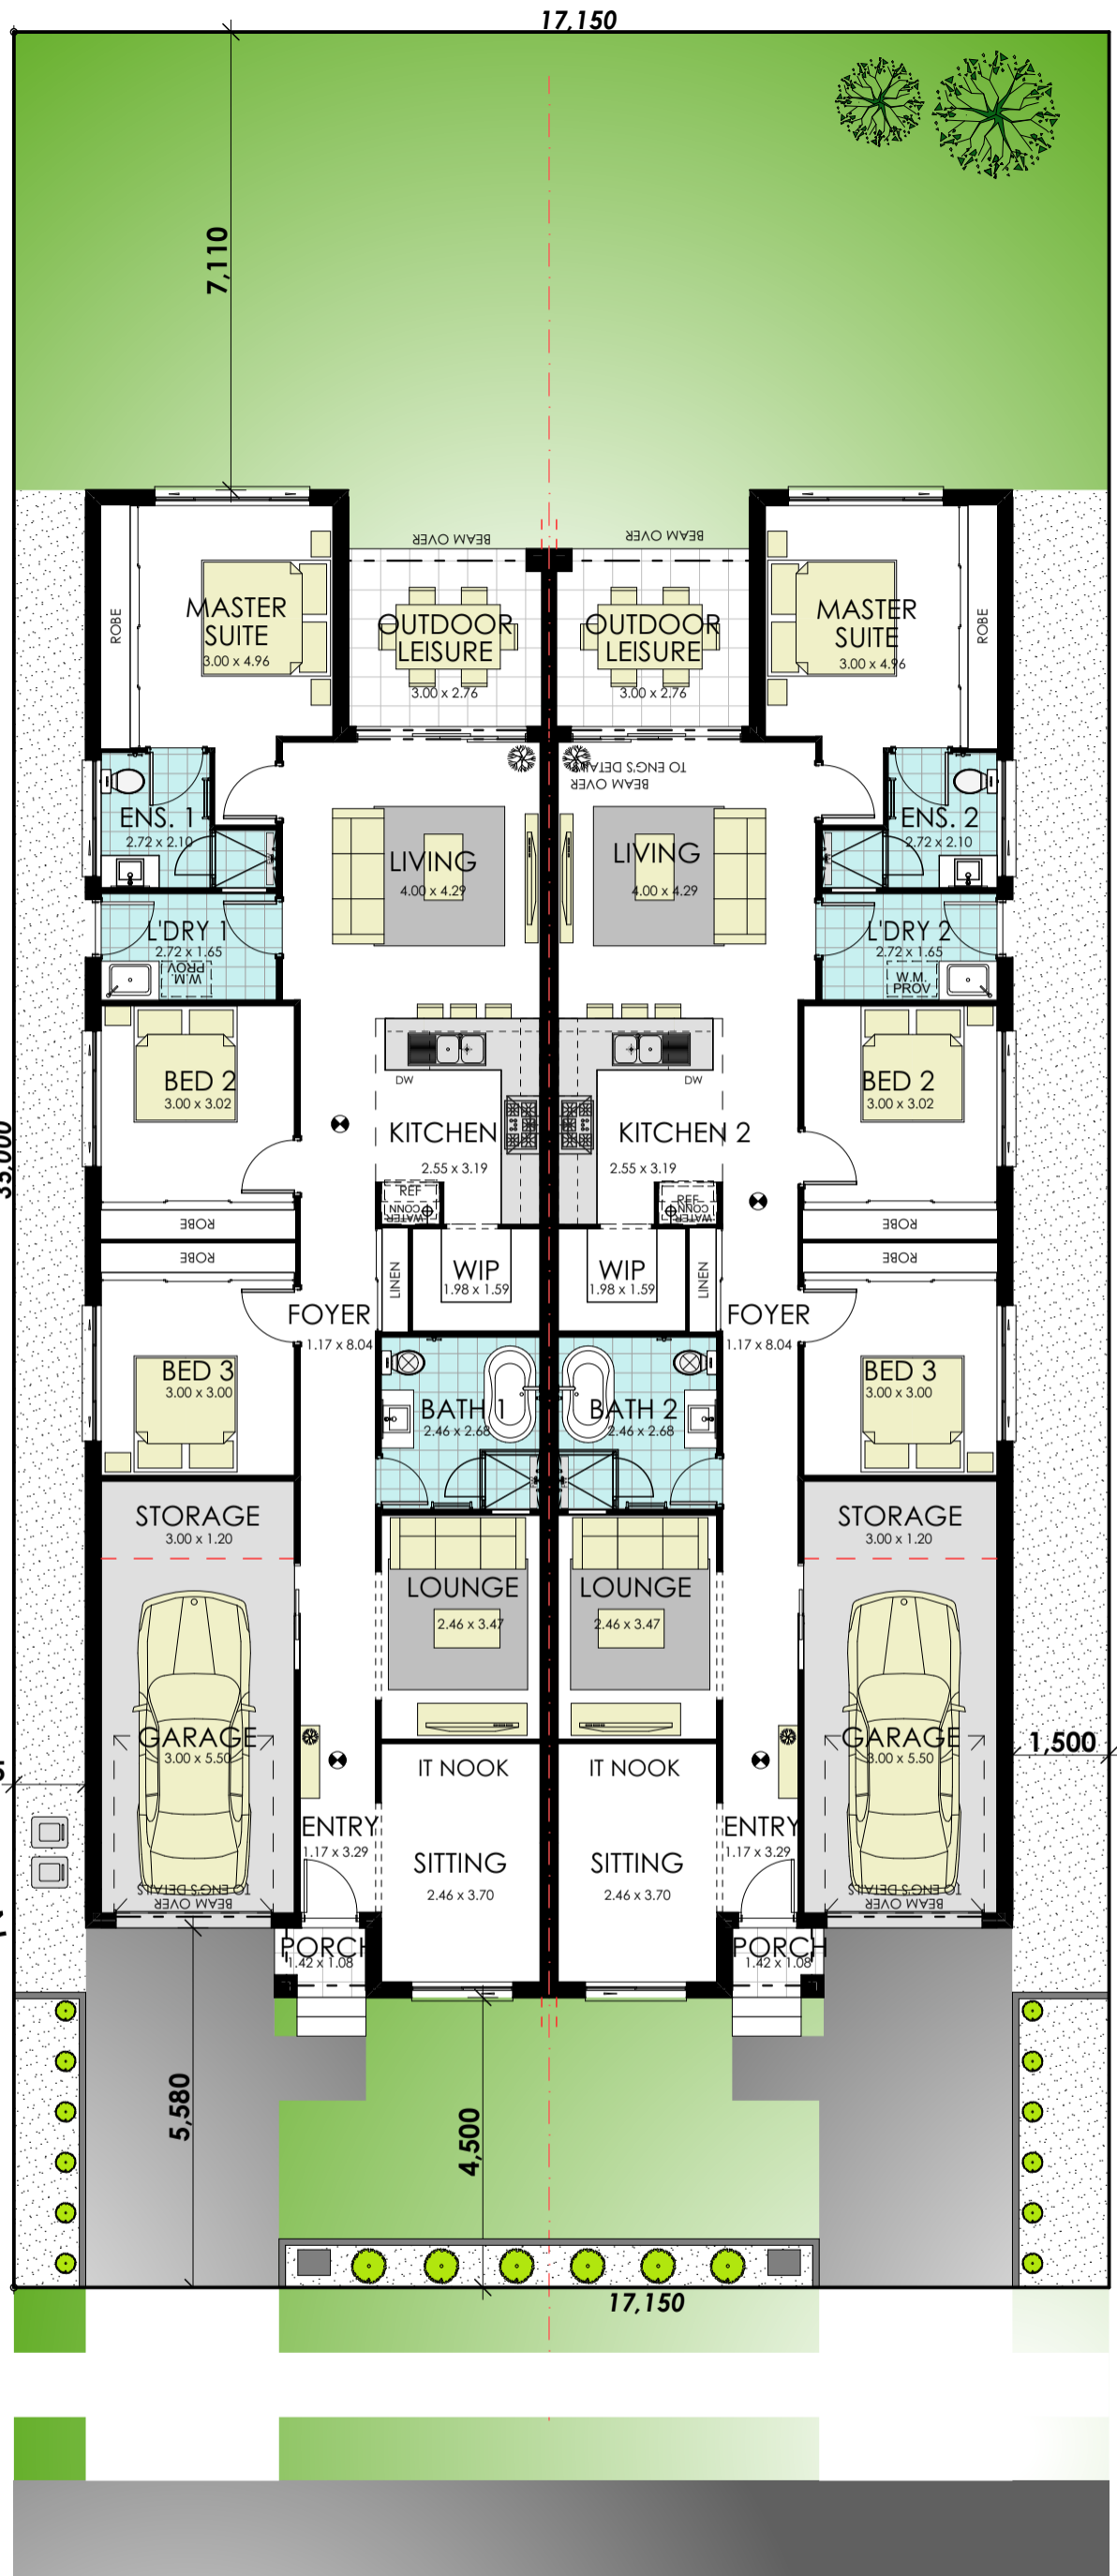 17,150
7,110
BEAM OVER
BEAM OVER
MASTER
SUITE
3.00 x 4.96
ROBE
OUTDOOR
LEISURE
3.00 x 2.76
OUTDOOR
LEISURE
3.00 x 2.76
MASTER
SUITE
3.00 x 4.96
ROBE
BEAM OVER
TO ENG'S DETAILS
ENS. 1
2.72 x 2.10
LIVING
4.00 x 4.29
LIVING
4.00 x 4.29
ENS. 2
2.72 x 2.10
L'DRY 1
2.72 x 1.65
W.M.
PROV
L'DRY 2
2.72 x 1.65
W.M.
PROV
35,000
BED 2
3.00 x 3.02
DW
KITCHEN
2.55 x 3.19
DW
KITCHEN 2
2.55 x 3.19
BED 2
3.00 x 3.02
REF
WATER
CONN
REF
WATER
CONN
ROBE
ROBE
ROBE
ROBE
LINEN
WIP
1.98 x 1.59
WIP
1.98 x 1.59
LINEN
FOYER
1.17 x 8.04
FOYER
1.17 x 8.04
BED 3
3.00 x 3.00
BATH 1
2.46 x 2.68
BATH 2
2.46 x 2.68
BED 3
3.00 x 3.00
STORAGE
3.00 x 1.20
STORAGE
3.00 x 1.20
LOUNGE
2.46 x 3.47
LOUNGE
2.46 x 3.47
GARAGE
3.00 x 5.50
GARAGE
3.00 x 5.50
1,500
IT NOOK
IT NOOK
ENTRY
1.17 x 3.29
SITTING
2.46 x 3.70
SITTING
2.46 x 3.70
ENTRY
1.17 x 3.29
BEAM OVER
TO ENG'S DETAILS
BEAM OVER
TO ENG'S DETAILS
PORCH
1.42 x 1.08
PORCH
1.42 x 1.08
5,580
4,500
17,150